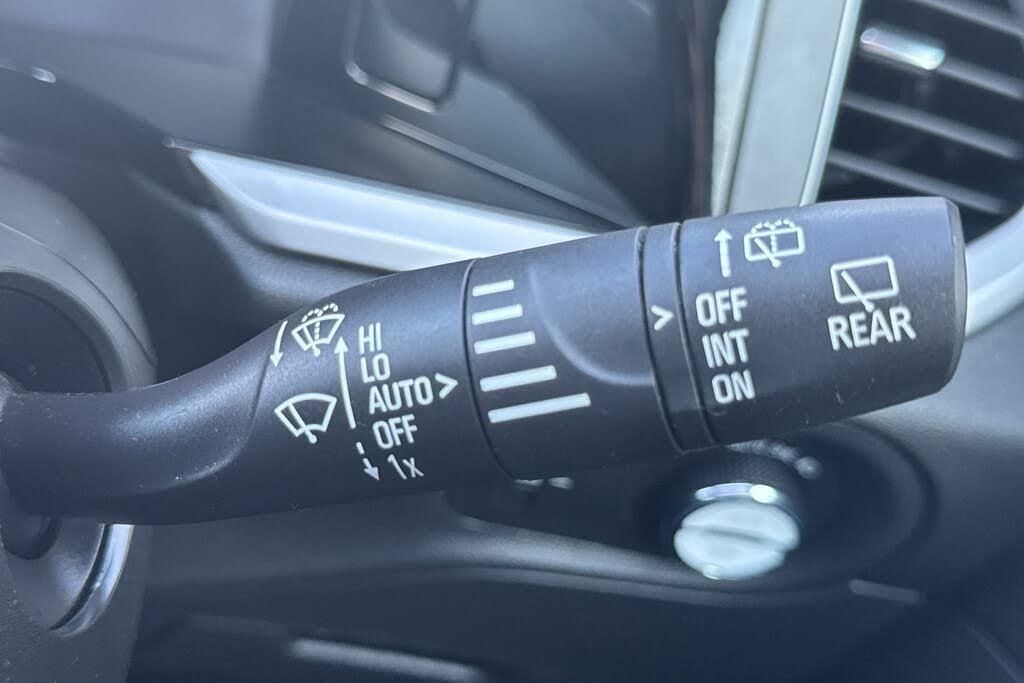 HI
LO
AUTO >
OFF
1x
>
OFF
INT
ON
REAR